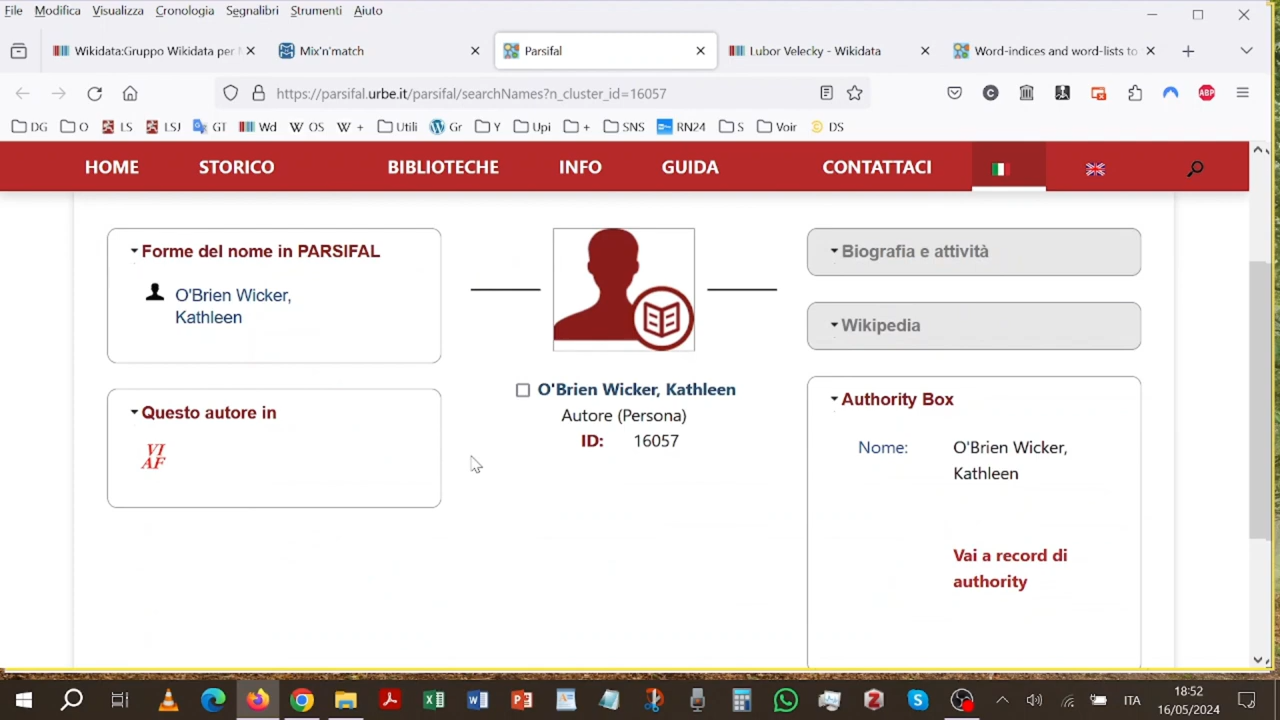 File Modifica Visualizza Cronologia Segnalibri Strumenti Aiuto
Wikidata:Gruppo Wikidata per
Mix'n'match
Parsifal
Lubor Velecky - Wikidata
Word-indices and word-lists to
https://parsifal.urbe.it/parsifal/searchNames?n_cluster_id=16057
ABP
DG O LS LSJ GT Wd OS + Utili Gr Y Upi + SNS RN24 S Voir DS
HOME STORICO BIBLIOTECHE INFO GUIDA CONTATTACI
Forme del nome in PARSIFAL
O'Brien Wicker,
Kathleen
Questo autore in
VI
AF
O'Brien Wicker, Kathleen
Autore (Persona)
ID: 16057
Biografia e attività
Wikipedia
Authority Box
Nome: O'Brien Wicker,
Kathleen
Vai a record di
authority
ITA
18:52
16/05/2024